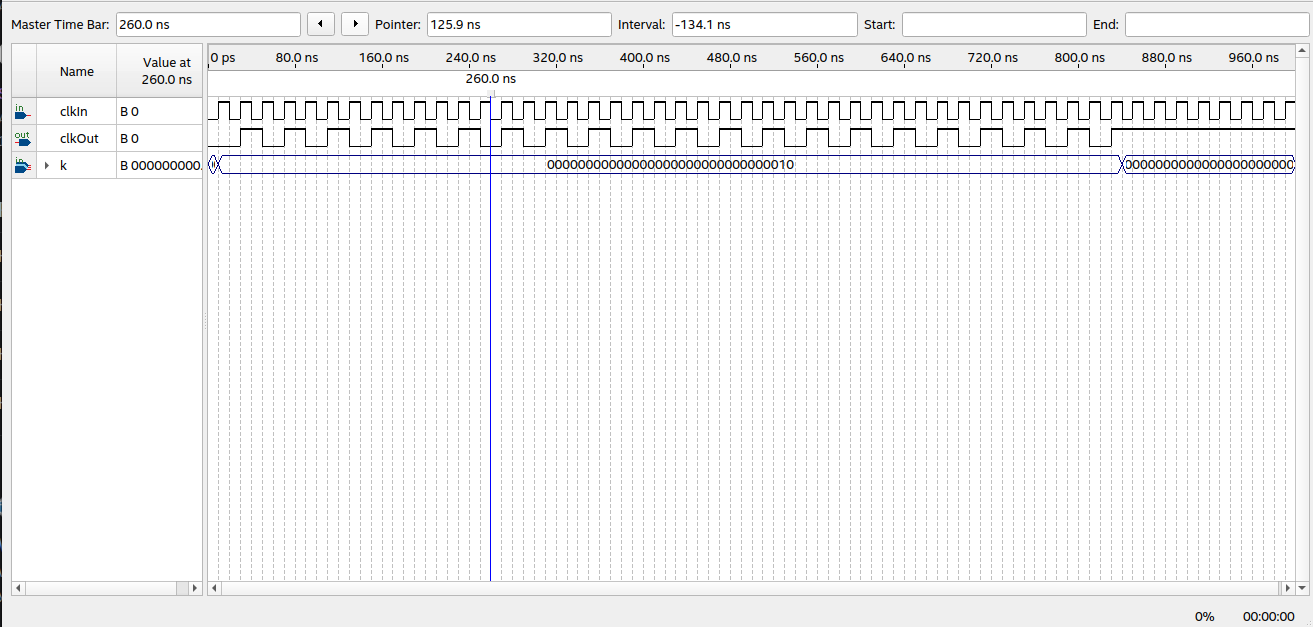 Master Time Bar: 260.0 ns Pointer: 125.9 ns Interval: -134.1 ns Start: End:
Name Value at 260.0 ns
0 ps 80.0 ns 160.0 ns 240.0 ns 320.0 ns 400.0 ns 480.0 ns 560.0 ns 640.0 ns 720.0 ns 800.0 ns 880.0 ns 960.0 ns
260.0 ns
in clkIn B 0
out clkOut B 0
in k B 000000000 00000000000000000000000000000010
0% 00:00:00